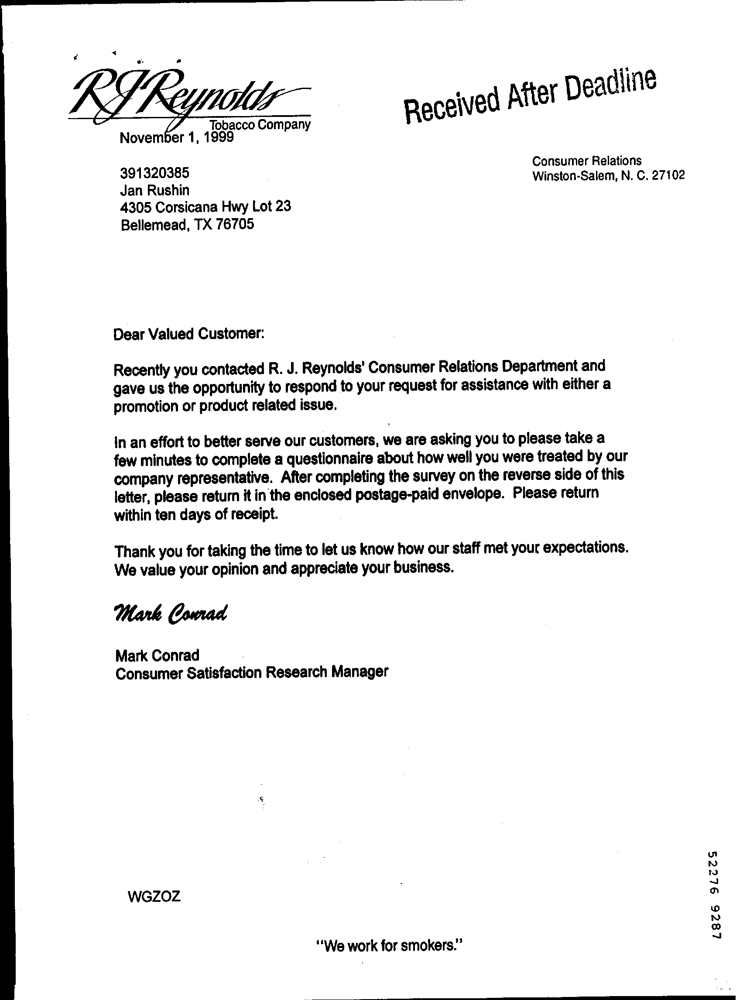 RJReynolds
Tobacco Company
Received After Deadline
November 1, 1999
Consumer Relations
Winston-Salem, N. C. 27102
391320385
Jan Rushin
4305 Corsicana Hwy Lot 23
Bellemead, TX 76705
Dear Valued Customer:
Recently you contacted R. J. Reynolds' Consumer Relations Department and
gave us the opportunity to respond to your request for assistance with either a
promotion or product related issue.
In an effort to better serve our customers, we are asking you to please take a
few minutes to complete a questionnaire about how well you were treated by our
company representative. After completing the survey on the reverse side of this
letter, please return it in the enclosed postage-paid envelope. Please return
within ten days of receipt.
Thank you for taking the time to let us know how our staff met your expectations.
We value your opinion and appreciate your business.
Mark Conrad
Mark Conrad
Consumer Satisfaction Research Manager
WGZOZ
"We work for smokers."
52276 9287